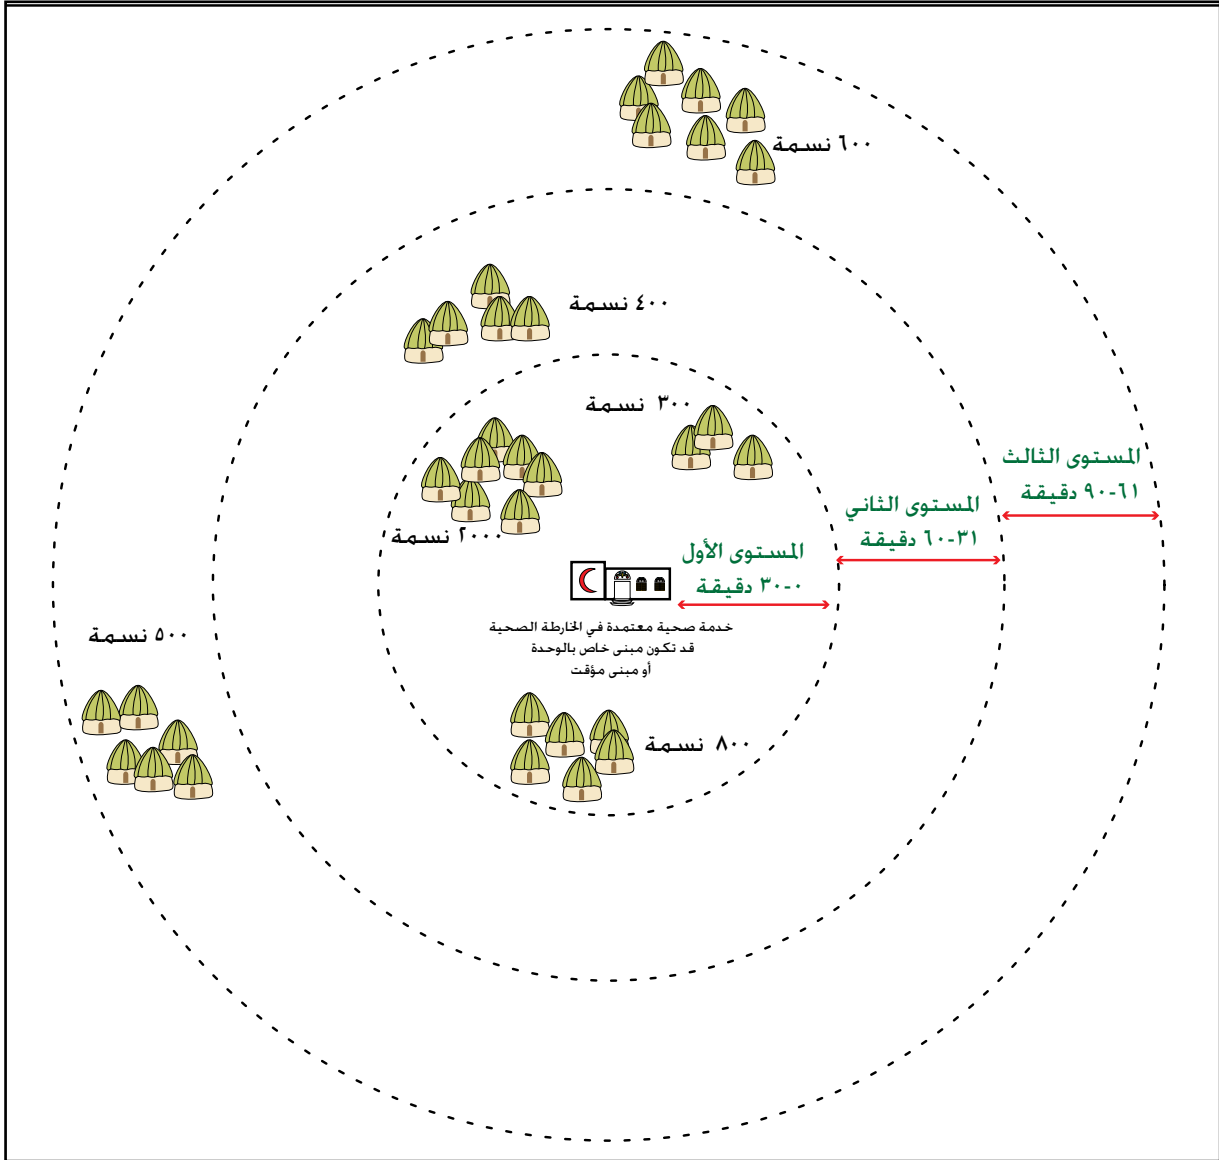 ٦٠٠ نسمة
٤٠٠ نسمة
٣٠٠ نسمة
المستوى الثالث
٦١-٩٠ دقيقة
المستوى الثاني
٣١-٦٠ دقيقة
٢٠٠٠ نسمة
المستوى الأول
٠-٣٠ دقيقة
خدمة صحية معتمدة في الخارطة الصحية
قد تكون مبنى خاص بالوحدة
أو مبنى مؤقت
٥٠٠ نسمة
٨٠٠ نسمة